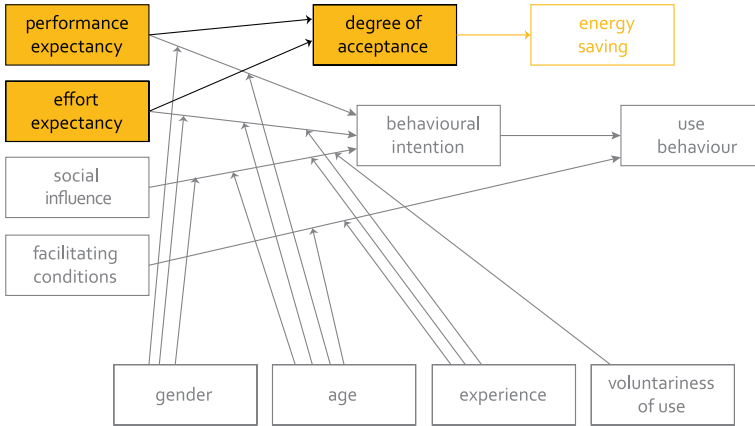 performance
expectancy
degree of
acceptance
energy
saving
effort
expectancy
behavioural
intention
use
behaviour
social
influence
facilitating
conditions
gender
age
experience
voluntariness
of use